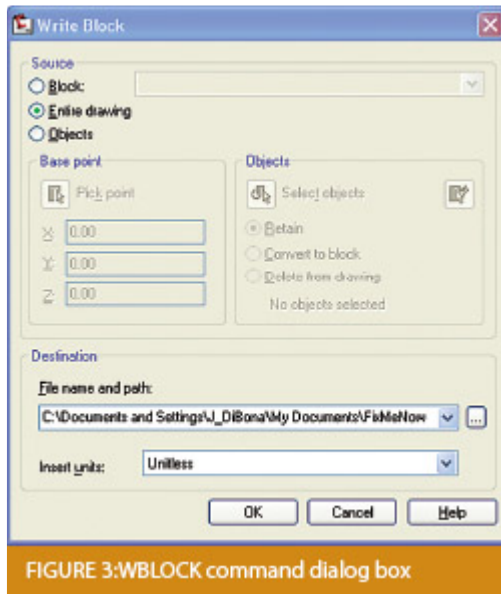 Write Block
Source
Block:
Entire drawing
Objects
Base point
Pick point
X: 0.00
Y: 0.00
Z: 0.00
Objects
Select objects
Retain
Convert to block
Delete from drawing
No objects selected
Destination
File name and path:
C:\Documents and Settings\J_DiBona\My Documents\FixMeNow
...
Insert units: Unitless
OK Cancel Help
FIGURE 3:WBLOCK command dialog box